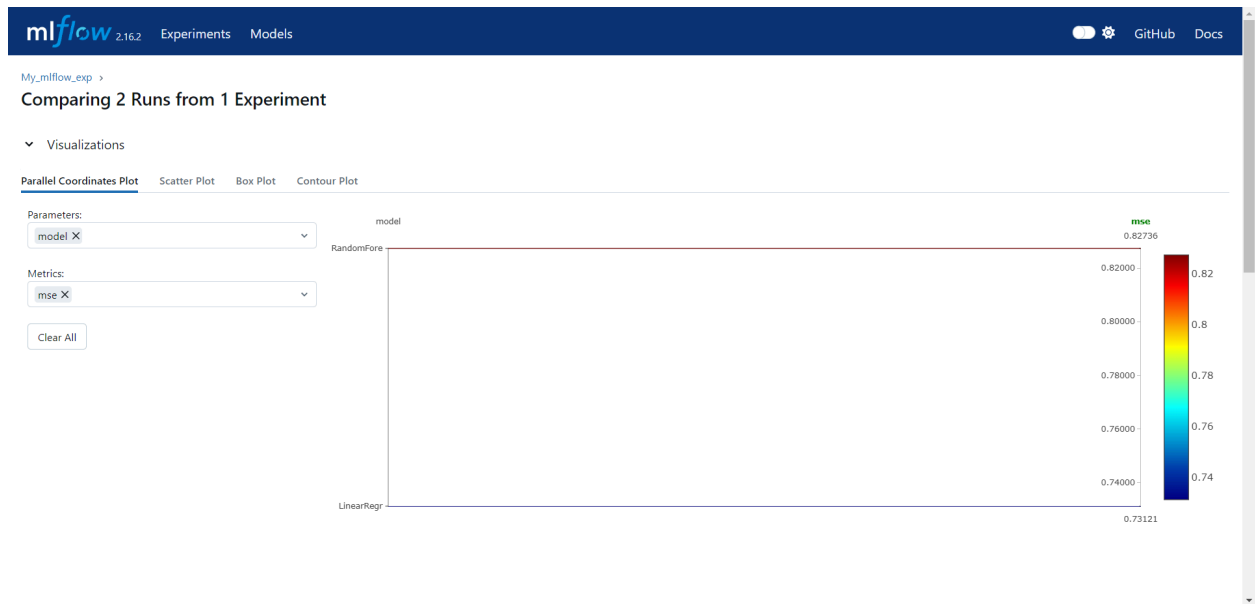 mlflow 2.16.2 Experiments Models GitHub Docs
My_mlflow_exp ›
Comparing 2 Runs from 1 Experiment
Visualizations
Parallel Coordinates Plot Scatter Plot Box Plot Contour Plot
Parameters:
model ×
Metrics:
mse ×
Clear All
model
mse
0.82736
RandomFore
LinearRegr
0.82000
0.80000
0.78000
0.76000
0.74000
0.73121
0.82
0.8
0.78
0.76
0.74